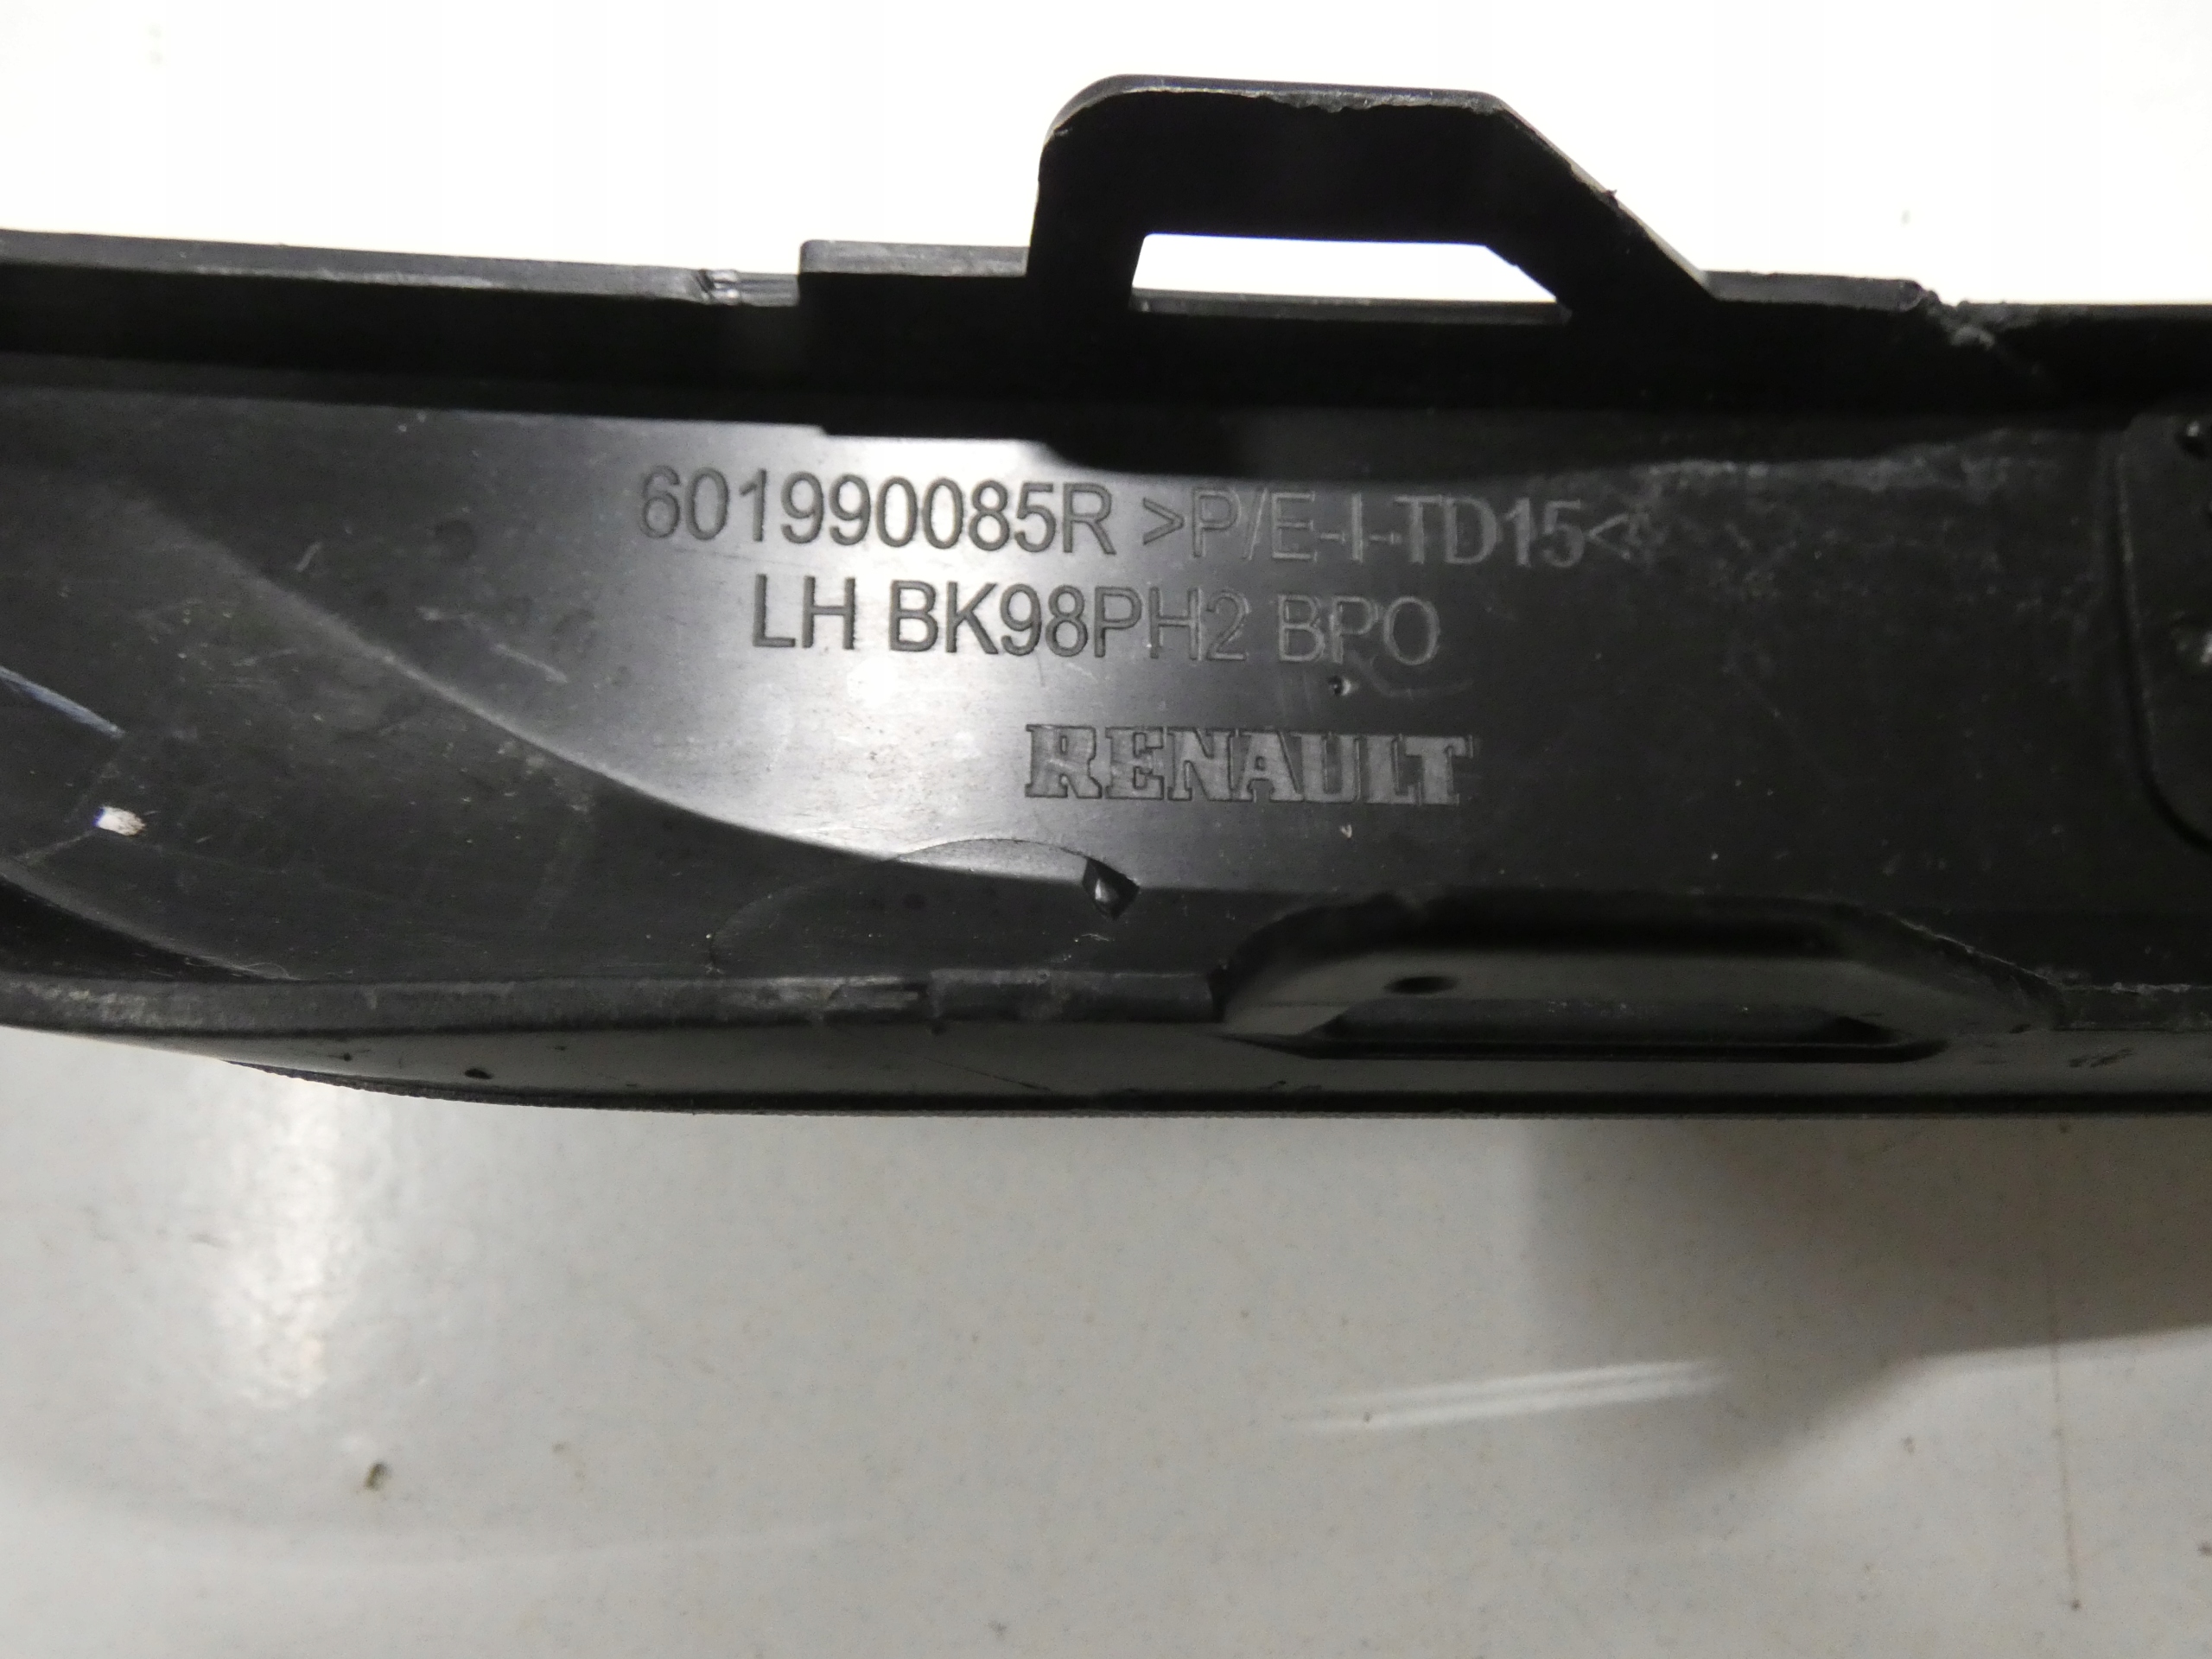 601990085R >P/E-I-TD15<
LH BK98PH2 BPO
RENAULT